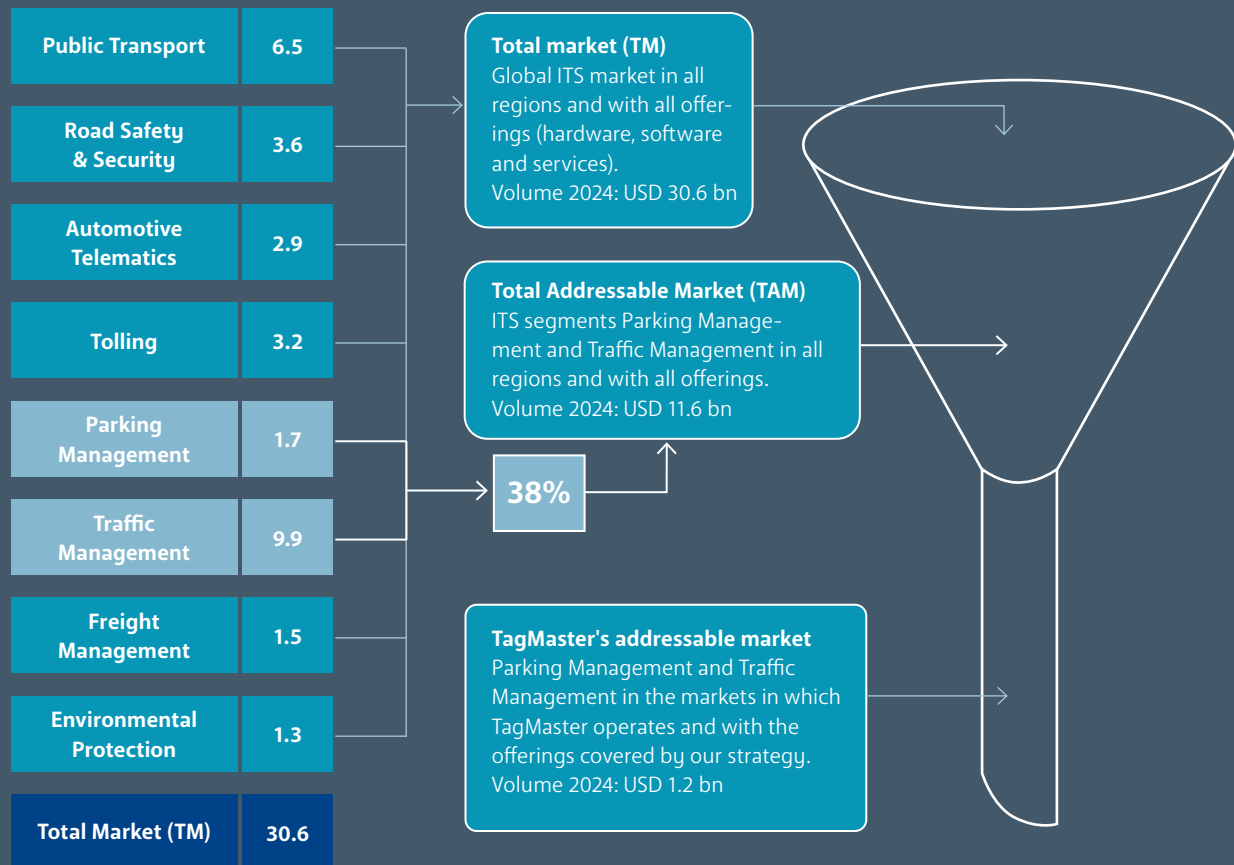 Public Transport
6.5
Road Safety
& Security
3.6
Automotive
Telematics
2.9
Tolling
3.2
Parking
Management
1.7
Traffic
Management
9.9
Freight
Management
1.5
Environmental
Protection
1.3
Total Market (TM)
30.6
Total market (TM)
Global ITS market in all
regions and with all offer-
ings (hardware, software
and services).
Volume 2024: USD 30.6 bn
Total Addressable Market (TAM)
ITS segments Parking Manage-
ment and Traffic Management in all
regions and with all offerings.
Volume 2024: USD 11.6 bn
38%
TagMaster's addressable market
Parking Management and Traffic
Management in the markets in which
TagMaster operates and with the
offerings covered by our strategy.
Volume 2024: USD 1.2 bn